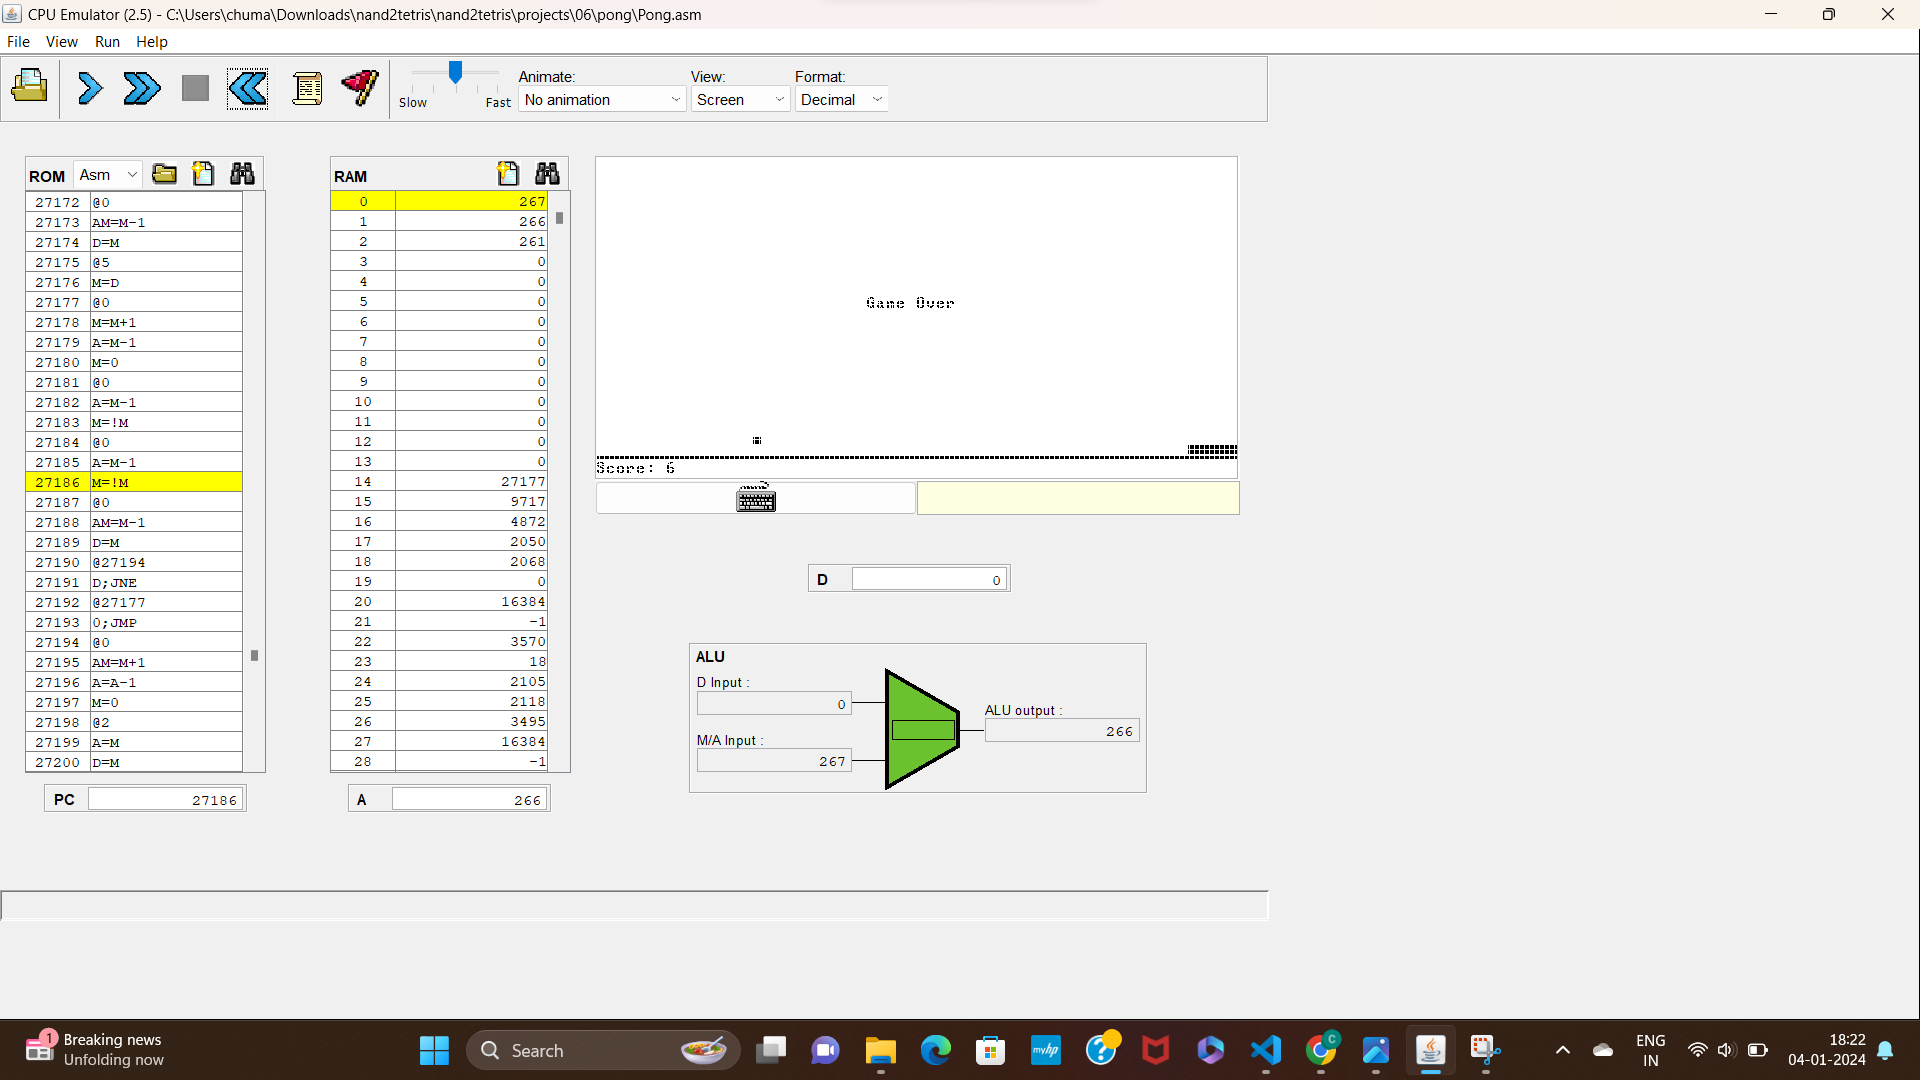 CPU Emulator (2.5) - C:\Users\chuma\Downloads\nand2tetris\nand2tetris\projects\06\pong\Pong.asm
File View Run Help
Slow Fast
Animate:
No animation
View:
Screen
Format:
Decimal
ROM Asm
27172 @0
27173 AM=M-1
27174 D=M
27175 @5
27176 M=D
27177 @0
27178 M=M+1
27179 A=M-1
27180 M=0
27181 @0
27182 A=M-1
27183 M=!M
27184 @0
27185 A=M-1
27186 M=!M
27187 @0
27188 AM=M-1
27189 D=M
27190 @27194
27191 D;JNE
27192 @27177
27193 0;JMP
27194 @0
27195 AM=M+1
27196 A=A-1
27197 M=0
27198 @2
27199 A=M
27200 D=M
PC 27186
RAM
0 267
1 266
2 261
3 0
4 0
5 0
6 0
7 0
8 0
9 0
10 0
11 0
12 0
13 0
14 27177
15 9717
16 4872
17 2050
18 2068
19 0
20 16384
21 -1
22 3570
23 18
24 2105
25 2118
26 3495
27 16384
28 -1
A 266
Game Over
Score: 6
D 0
ALU
D Input :
0
M/A Input :
267
ALU output :
266
1
Breaking news
Unfolding now
Search
myhp
C
ENG
IN
18:22
04-01-2024